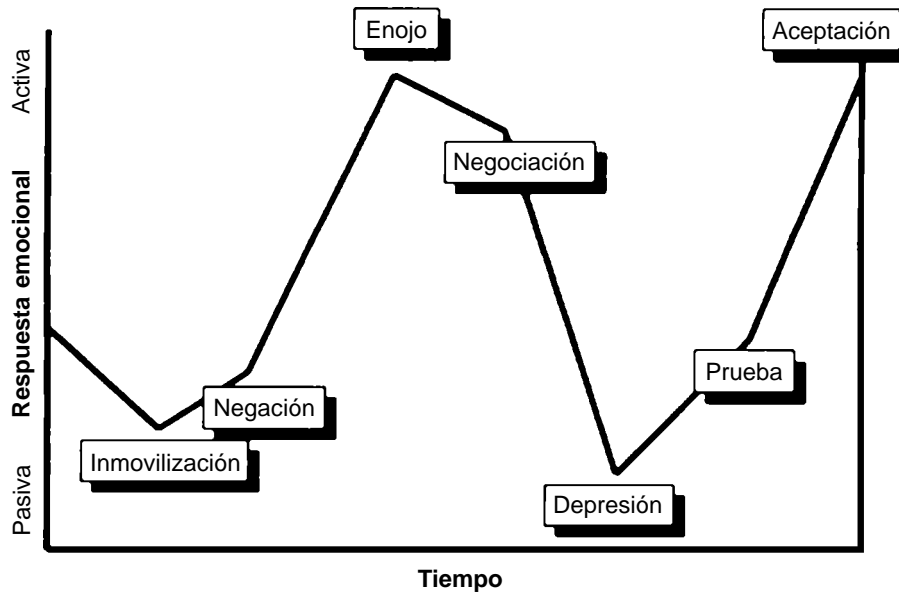 Enojo
Aceptación
Activa
Negociación
Respuesta emocional
Prueba
Negación
Inmovilización
Pasiva
Depresión
Tiempo